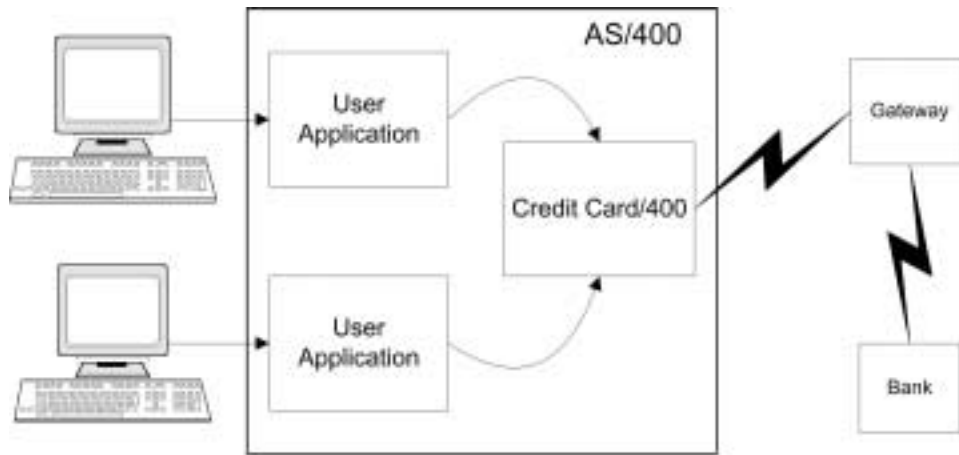 AS/400
User
Application
Credit Card/400
Gateway
User
Application
Bank